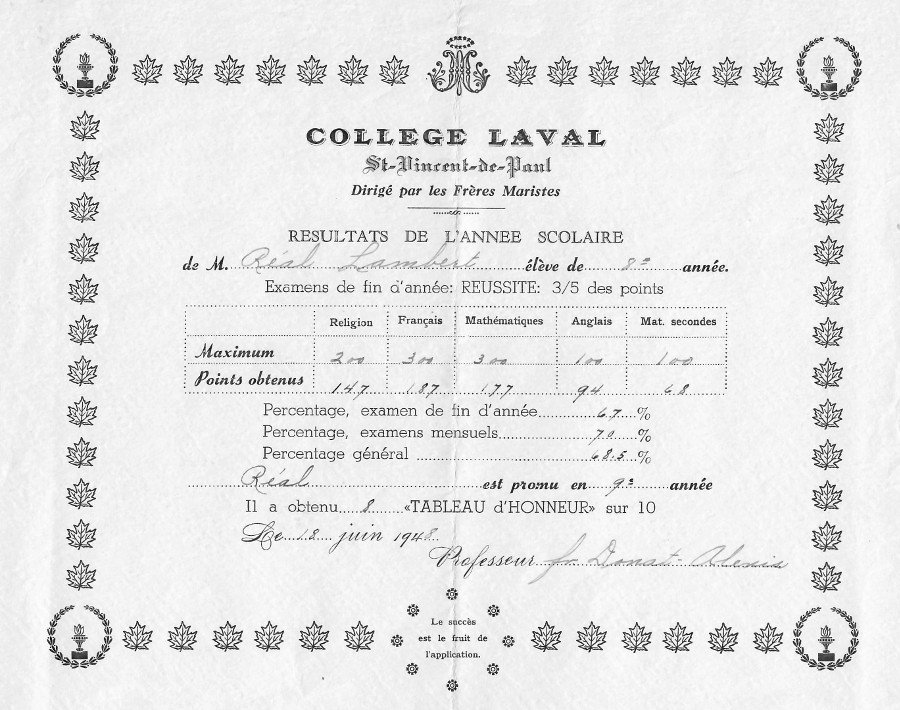 COLLEGE LAVAL
St-Vincent-de-Paul
Dirigé par les Frères Maristes
RESULTATS DE L'ANNEE SCOLAIRE
de M. Réal Lambert élève de 8e année.
Examens de fin d'année: REUSSITE: 3/5 des points
Religion Français Mathématiques Anglais Mat. secondes
Maximum 200 300 300 100 100
Points obtenus 147 187 177 94 68
Percentage, examen de fin d'année 67 %
Percentage, examens mensuels 70 %
Percentage général 68.5 %
Réal est promu en 9e année
Il a obtenu 8 «TABLEAU d'HONNEUR» sur 10
Le 18 juin 1948.
Professeur fr Donat-Alexis
Le succès
est le fruit de
l'application.